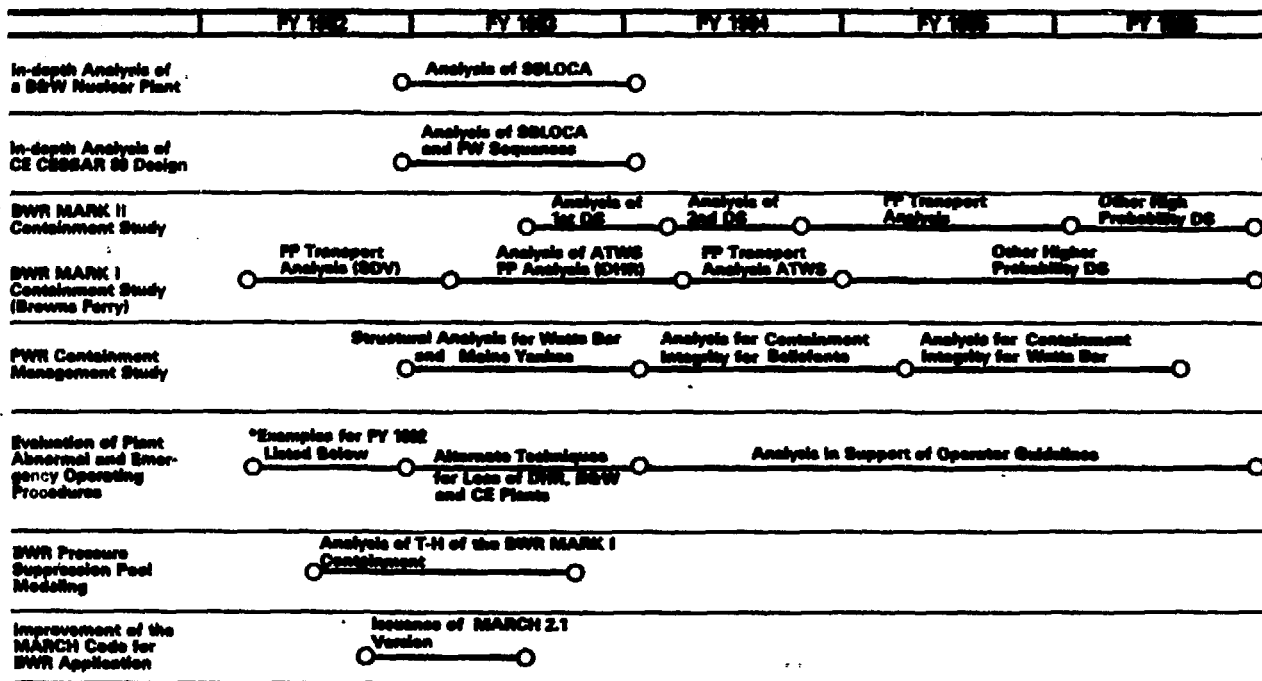 FY 1982 FY 1983 FY 1984 FY 1985 FY 1986
In-depth Analysis of
a B&W Nuclear Plant
Analysis of SBLOCA
In-depth Analysis of
CE CESSAR 80 Design
Analysis of SBLOCA
and FW Sequences
BWR MARK II
Containment Study
Analysis of
1st DS
Analysis of
2nd DS
FP Transport
Analysis
Other High
Probability DS
BWR MARK I
Containment Study
(Browns Ferry)
FP Transport
Analysis (SDV)
Analysis of ATWS
FP Analysis (DHR)
FP Transport
Analysis ATWS
Other Higher
Probability DS
PWR Containment
Management Study
Structural Analysis for Watts Bar
and Maine Yankee
Analysis for Containment
Integrity for Bellefonte
Analysis for Containment
Integrity for Watts Bar
Evaluation of Plant
Abnormal and Emer-
gency Operating
Procedures
*Examples for FY 1982
Listed Below
Alternate Techniques
for Loss of DHR, B&W
and CE Plants
Analysis in Support of Operator Guidelines
BWR Pressure
Suppression Pool
Modeling
Analysis of T-H of the BWR MARK I
Containment
Improvement of the
MARCH Code for
BWR Application
Issuance of MARCH 2.1
Version